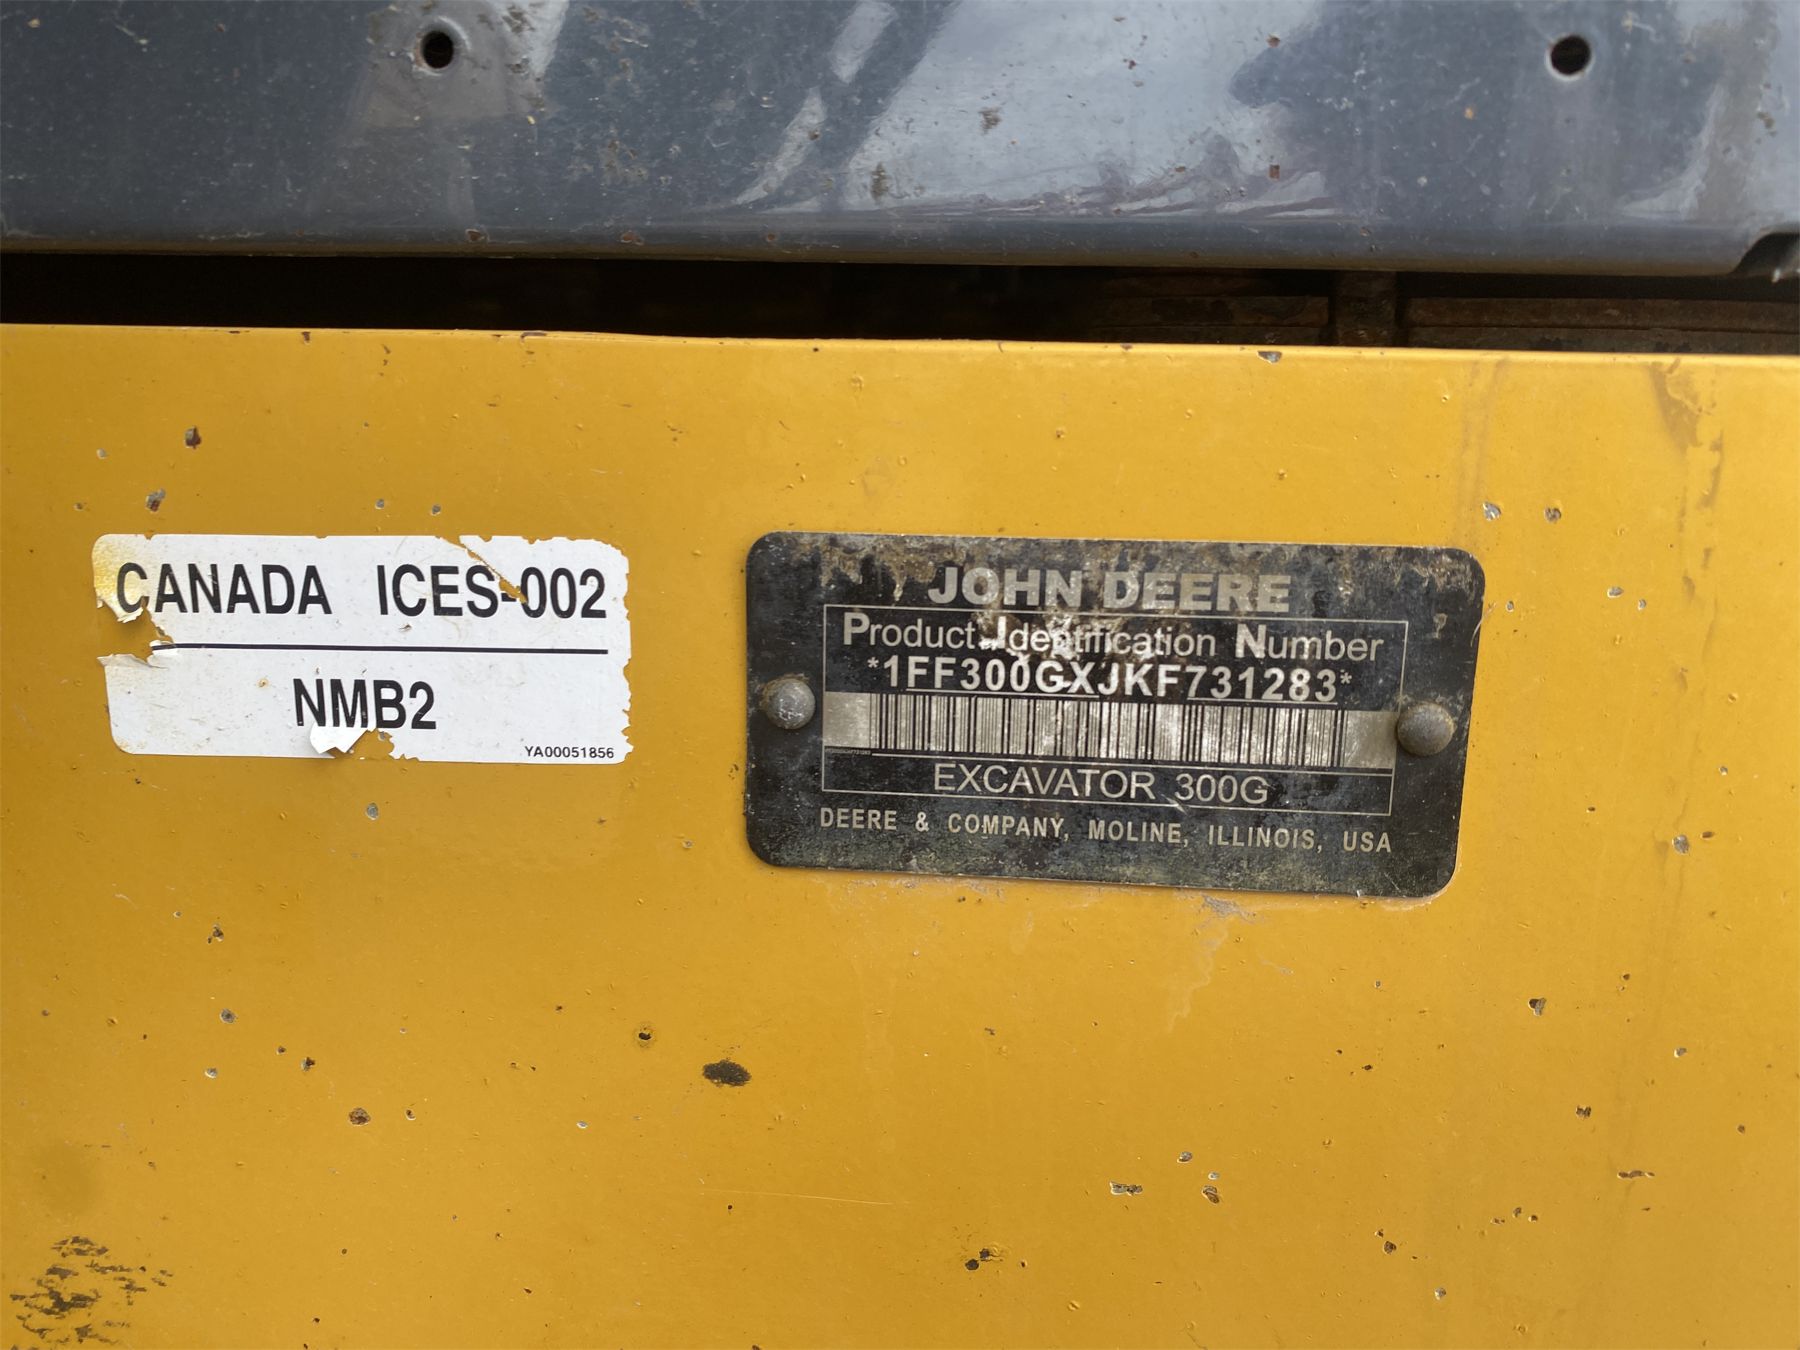 CANADA ICES-002
NMB2
YA00051856
JOHN DEERE
Product Identification Number
*1FF300GXJKF731283*
EXCAVATOR 300G
DEERE & COMPANY, MOLINE, ILLINOIS, USA